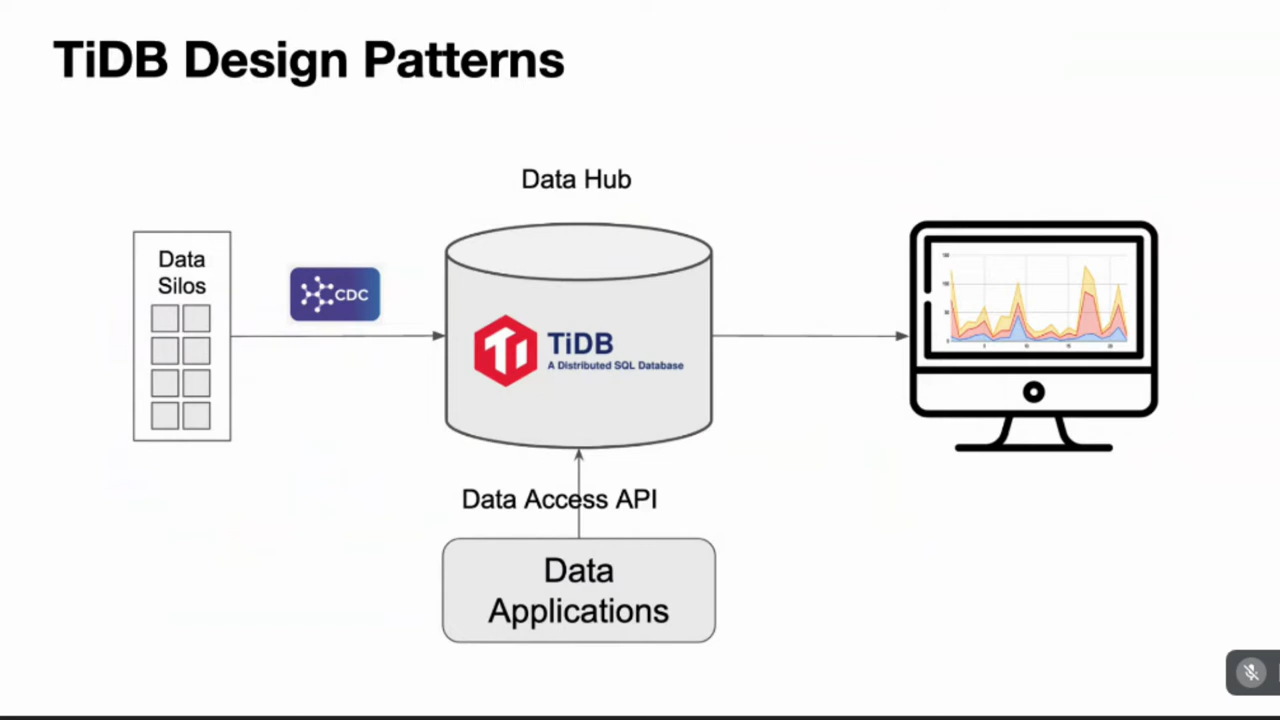 TiDB Design Patterns
Data Hub
Data
Silos
CDC
TiDB
A Distributed SQL Database
Data Access API
Data
Applications